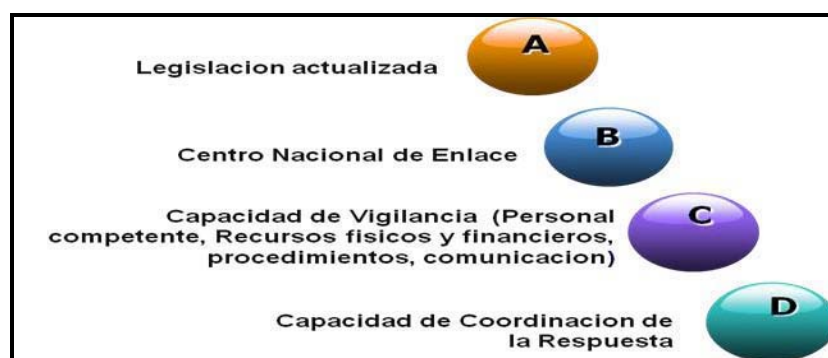 A
Legislacion actualizada
B
Centro Nacional de Enlace
C
Capacidad de Vigilancia (Personal
competente, Recursos fisicos y financieros,
procedimientos, comunicacion)
D
Capacidad de Coordinacion de
la Respuesta